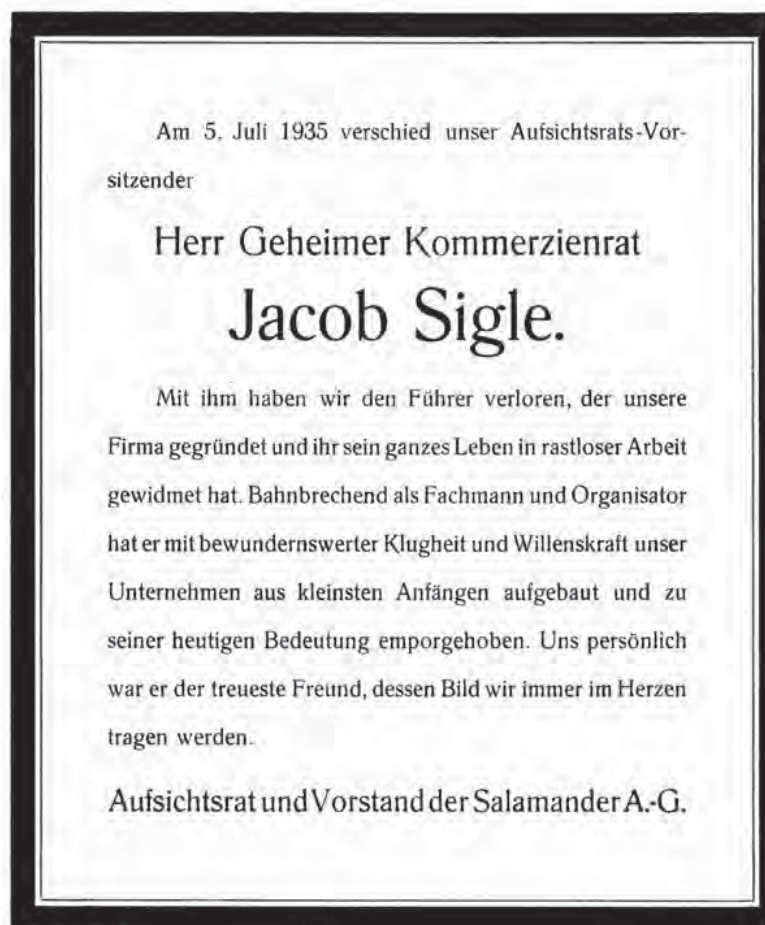 Am 5. Juli 1935 verschied unser Aufsichtsrats-Vor-
sitzender
Herr Geheimer Kommerzienrat
Jacob Sigle.
Mit ihm haben wir den Führer verloren, der unsere
Firma gegründet und ihr sein ganzes Leben in rastloser Arbeit
gewidmet hat. Bahnbrechend als Fachmann und Organisator
hat er mit bewundernswerter Klugheit und Willenskraft unser
Unternehmen aus kleinsten Anfängen aufgebaut und zu
seiner heutigen Bedeutung emporgehoben. Uns persönlich
war er der treueste Freund, dessen Bild wir immer im Herzen
tragen werden.
Aufsichtsrat und Vorstand der Salamander A.-G.